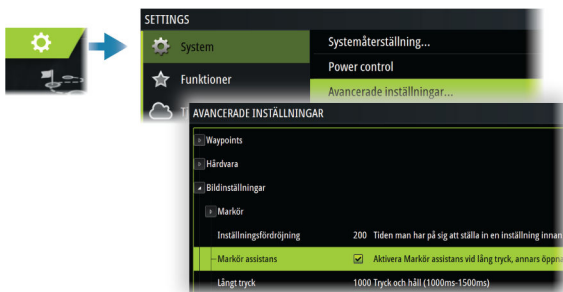 SETTINGS
System
Systemåterställning...
Funktioner
Power control
Avancerade inställningar...
AVANCERADE INSTÄLLNINGAR
Waypoints
Hårdvara
Bildinställningar
Markör
Inställningsfördröjning 200 Tiden man har på sig att ställa in en inställning innan
Markör assistans Aktivera Markör assistans vid lång tryck, annars öppna
Långt tryck 1000 Tryck och håll (1000ms-1500ms)